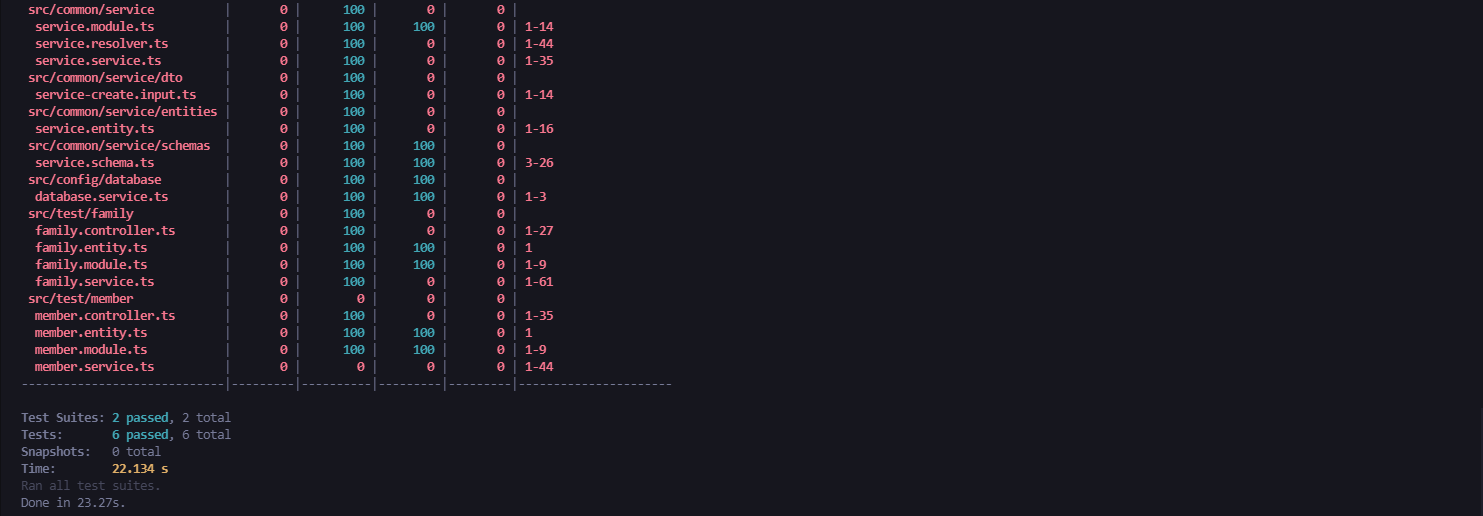 src/common/service | 0 | 100 | 0 | 0 |
service.module.ts | 0 | 100 | 100 | 0 | 1-14
service.resolver.ts | 0 | 100 | 0 | 0 | 1-44
service.service.ts | 0 | 100 | 0 | 0 | 1-35
src/common/service/dto | 0 | 100 | 0 | 0 |
service-create.input.ts | 0 | 100 | 0 | 0 | 1-14
src/common/service/entities | 0 | 100 | 0 | 0 |
service.entity.ts | 0 | 100 | 0 | 0 | 1-16
src/common/service/schemas | 0 | 100 | 100 | 0 |
service.schema.ts | 0 | 100 | 100 | 0 | 3-26
src/config/database | 0 | 100 | 100 | 0 |
database.service.ts | 0 | 100 | 100 | 0 | 1-3
src/test/family | 0 | 100 | 0 | 0 |
family.controller.ts | 0 | 100 | 0 | 0 | 1-27
family.entity.ts | 0 | 100 | 100 | 0 | 1
family.module.ts | 0 | 100 | 100 | 0 | 1-9
family.service.ts | 0 | 100 | 0 | 0 | 1-61
src/test/member | 0 | 0 | 0 | 0 |
member.controller.ts | 0 | 100 | 0 | 0 | 1-35
member.entity.ts | 0 | 100 | 100 | 0 | 1
member.module.ts | 0 | 100 | 100 | 0 | 1-9
member.service.ts | 0 | 0 | 0 | 0 | 1-44
-----------------------------|---------|----------|---------|---------|----------------------
Test Suites: 2 passed, 2 total
Tests: 6 passed, 6 total
Snapshots: 0 total
Time: 22.134 s
Ran all test suites.
Done in 23.27s.